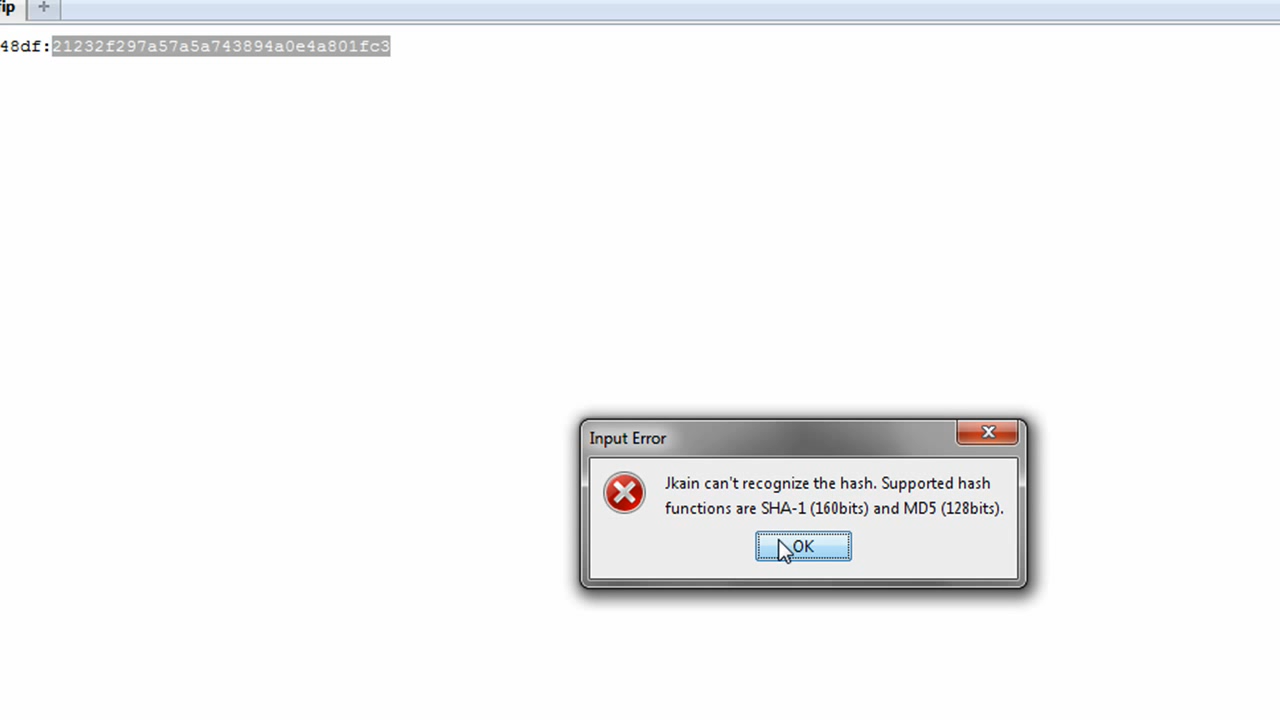 fip
48df:21232f297a57a5a743894a0e4a801fc3
Input Error
Jkain can't recognize the hash. Supported hash
functions are SHA-1 (160bits) and MD5 (128bits).
OK